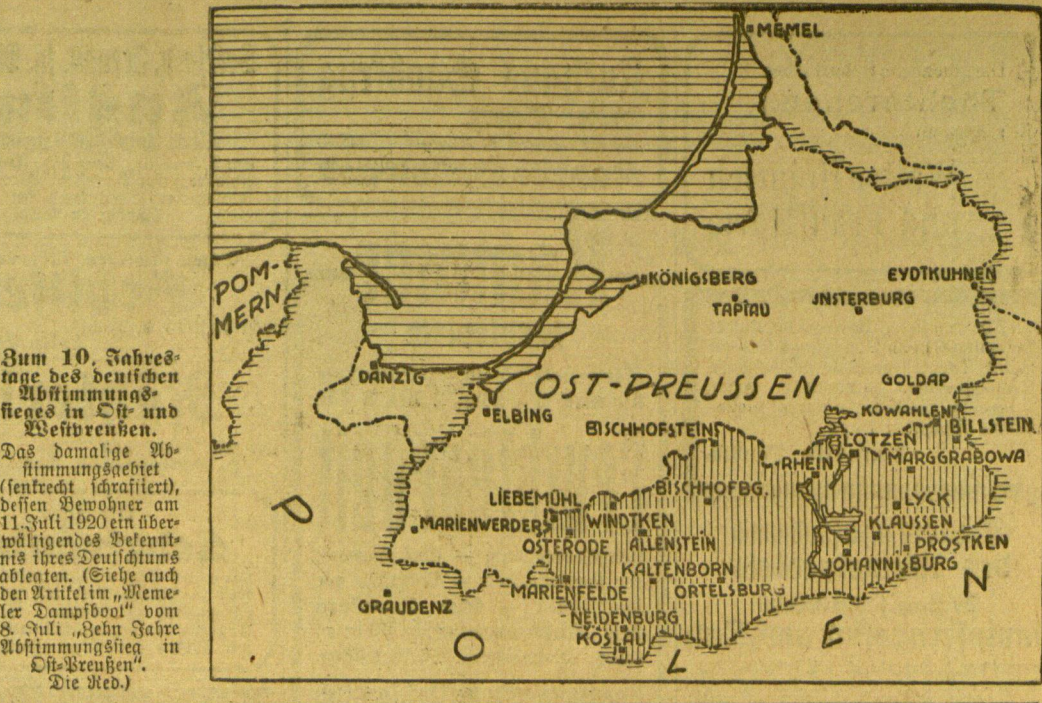 Zum 10. Jahres-
tage des deutschen
Abstimmungs-
sieges in Ost- und
Westpreußen.
Das damalige Ab-
stimmungsgebiet
(senkrecht schraffiert),
dessen Bewohner am
11. Juli 1920 ein über-
wältigendes Bekennt-
nis ihres Deutschtums
ablegten. (Siehe auch
den Artikel im „Meme-
ler Dampfboot“ vom
8. Juli „Zehn Jahre
Abstimmungssieg in
Ost-Preußen“.
Die Red.)
MEMEL
POM-
MERN
KÖNIGSBERG
TAPIAU
JNSTERBURG
EYDTKUHNEN
DANZIG
OST-PREUSSEN
GOLDAP
ELBING
KOWAHLEN
BISCHHOFSTEIN
BILLSTEIN
LÖTZEN
RHEIN
MARGGRABOWA
BISCHHOFBG.
LIEBEMÜHL
LYCK
MARIENWERDER
WINDTKEN
KLAUSSEN
OSTERODE
ALLENSTEIN
PROSTKEN
KALTENBORN
JOHANNISBURG
MARIENFELDE
ORTELSBURG
GRAUDENZ
NEIDENBURG
KOSLAU
P O L E N